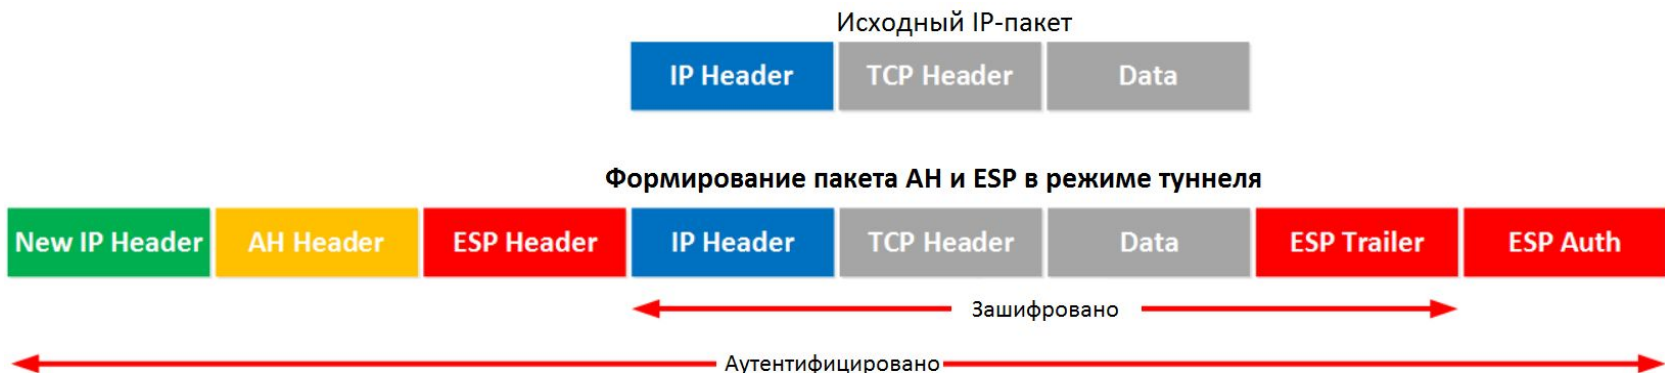 Исходный IP-пакет
IP Header TCP Header Data
Формирование пакета AH и ESP в режиме туннеля
New IP Header AH Header ESP Header IP Header TCP Header Data ESP Trailer ESP Auth
Зашифровано
Аутентифицировано